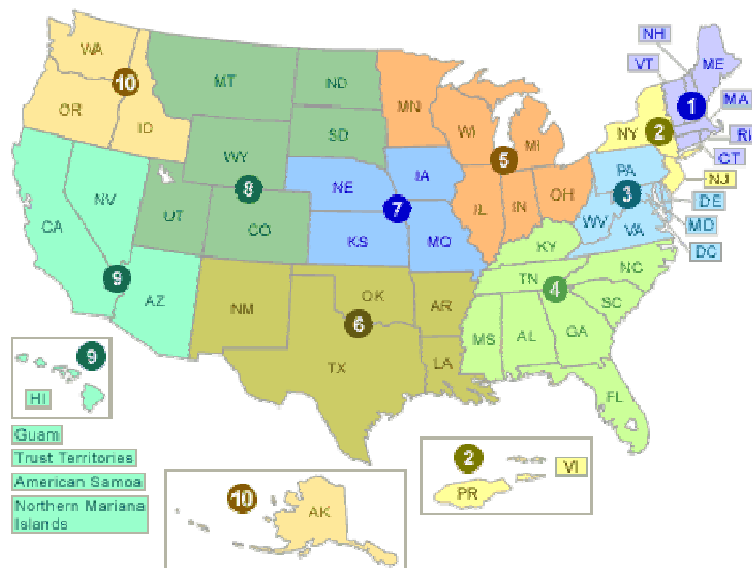 NHI
WA
ME
VT
MT
IND
10
MN
MA
OR
1
ID
WI
2
RI
SD
NY
MI
5
CT
WY
PA
NJI
IA
8
NE
3
OH
DE
NV
IL
IN
7
WV
MD
UT
CO
VA
CA
KS
MO
DC
KY
NC
9
TN
4
AZ
OK
NM
AR
SC
6
MS
AL
GA
9
TX
LA
HI
FL
Guam
Trust Territories
2
VI
American Samoa
10
PR
Northern Mariana
Islands
AK